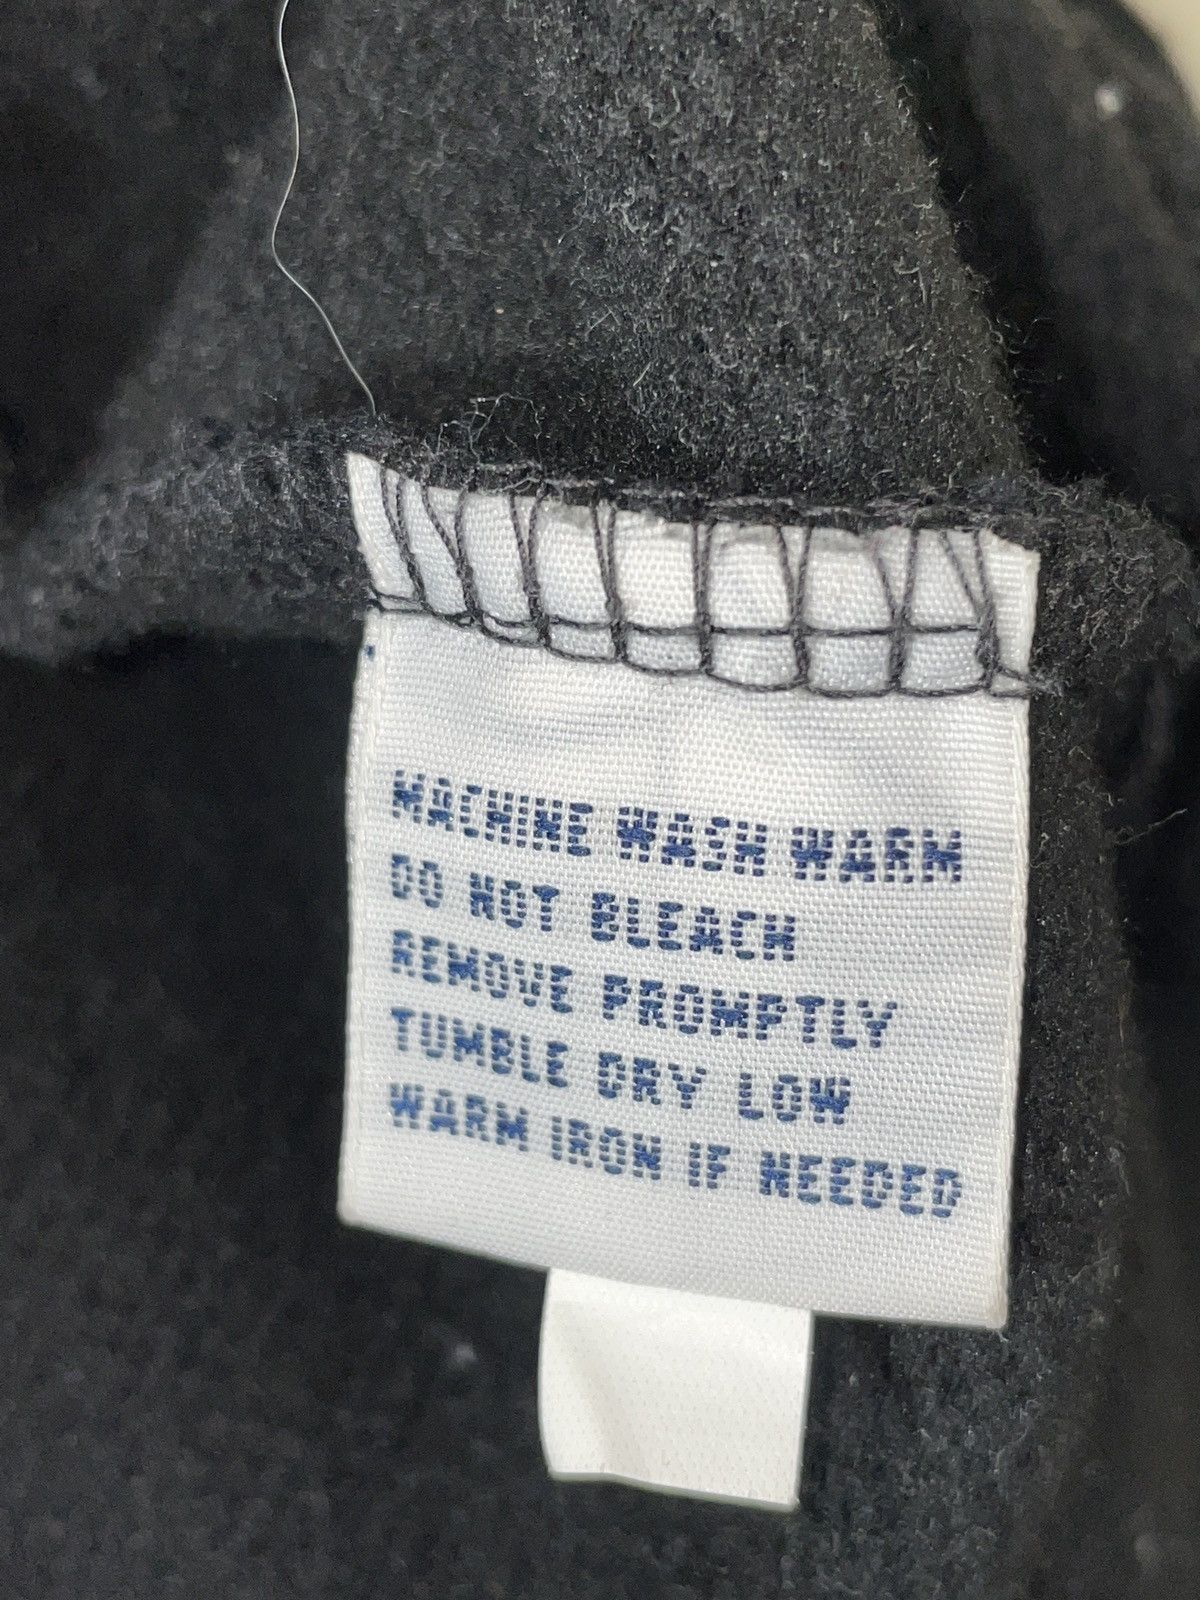 MACHINE WASH WARM
DO NOT BLEACH
REMOVE PROMPTLY
TUMBLE DRY LOW
WARM IRON IF NEEDED